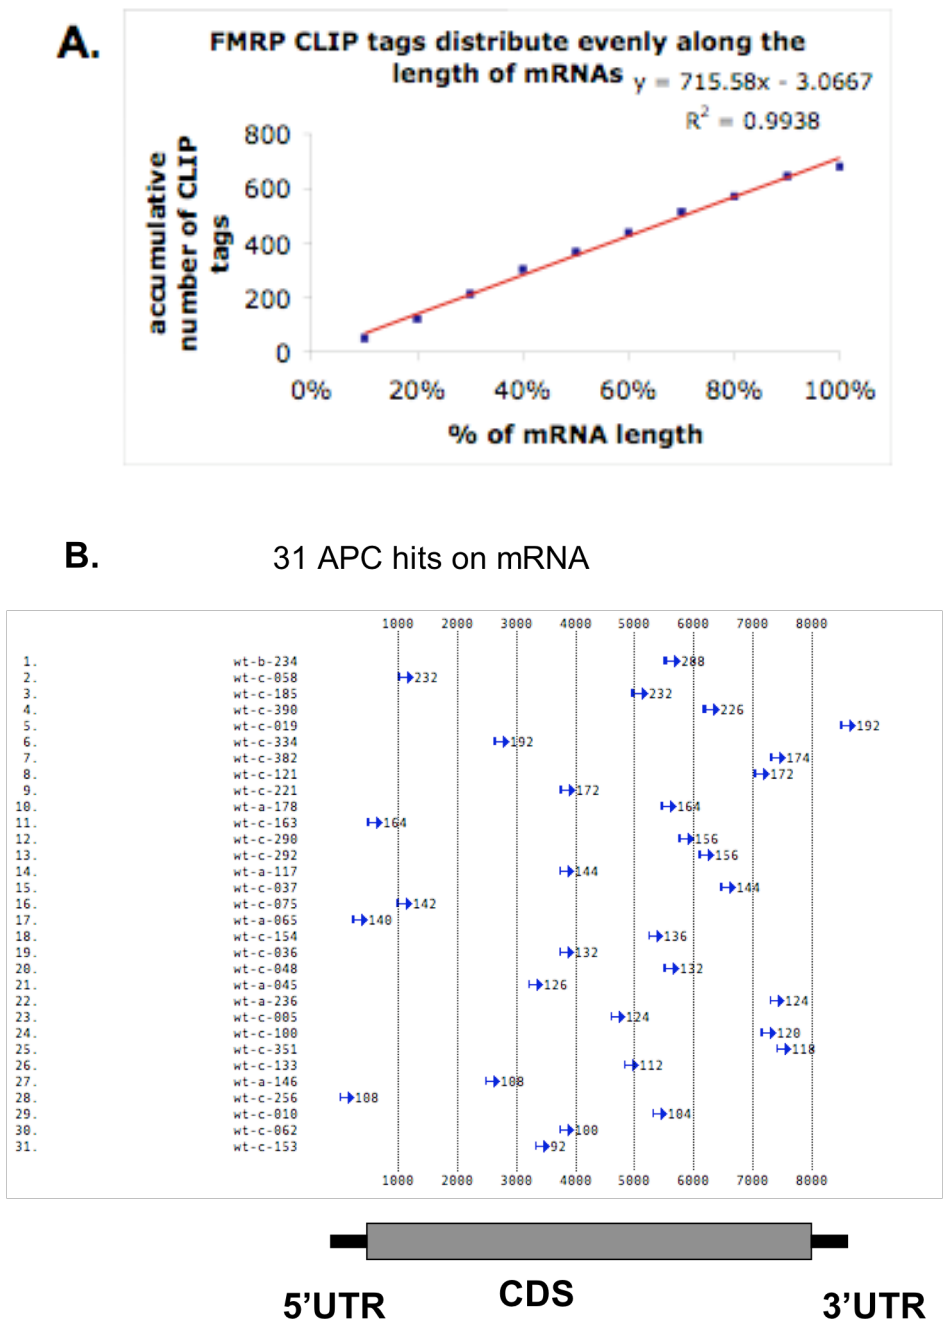 A.
FMRP CLIP tags distribute evenly along the
length of mRNAs
y = 715.58x - 3.0667
R² = 0.9938
accumulative
number of CLIP
tags
800
600
400
200
0
0% 20% 40% 60% 80% 100%
% of mRNA length
B.
31 APC hits on mRNA
1000 2000 3000 4000 5000 6000 7000 8000
1. wt-b-234 288
2. wt-c-058 232
3. wt-c-185 232
4. wt-c-390 226
5. wt-c-019 192
6. wt-c-334 192
7. wt-c-382 174
8. wt-c-121 172
9. wt-c-221 172
10. wt-a-178 164
11. wt-c-163 164
12. wt-c-290 156
13. wt-c-292 156
14. wt-a-117 144
15. wt-c-037 144
16. wt-c-075 142
17. wt-a-065 140
18. wt-c-154 136
19. wt-c-036 132
20. wt-c-048 132
21. wt-a-045 126
22. wt-a-236 124
23. wt-c-005 124
24. wt-c-100 120
25. wt-c-351 118
26. wt-c-133 112
27. wt-a-146 108
28. wt-c-256 108
29. wt-c-010 104
30. wt-c-062 100
31. wt-c-153 92
1000 2000 3000 4000 5000 6000 7000 8000
5'UTR CDS 3'UTR